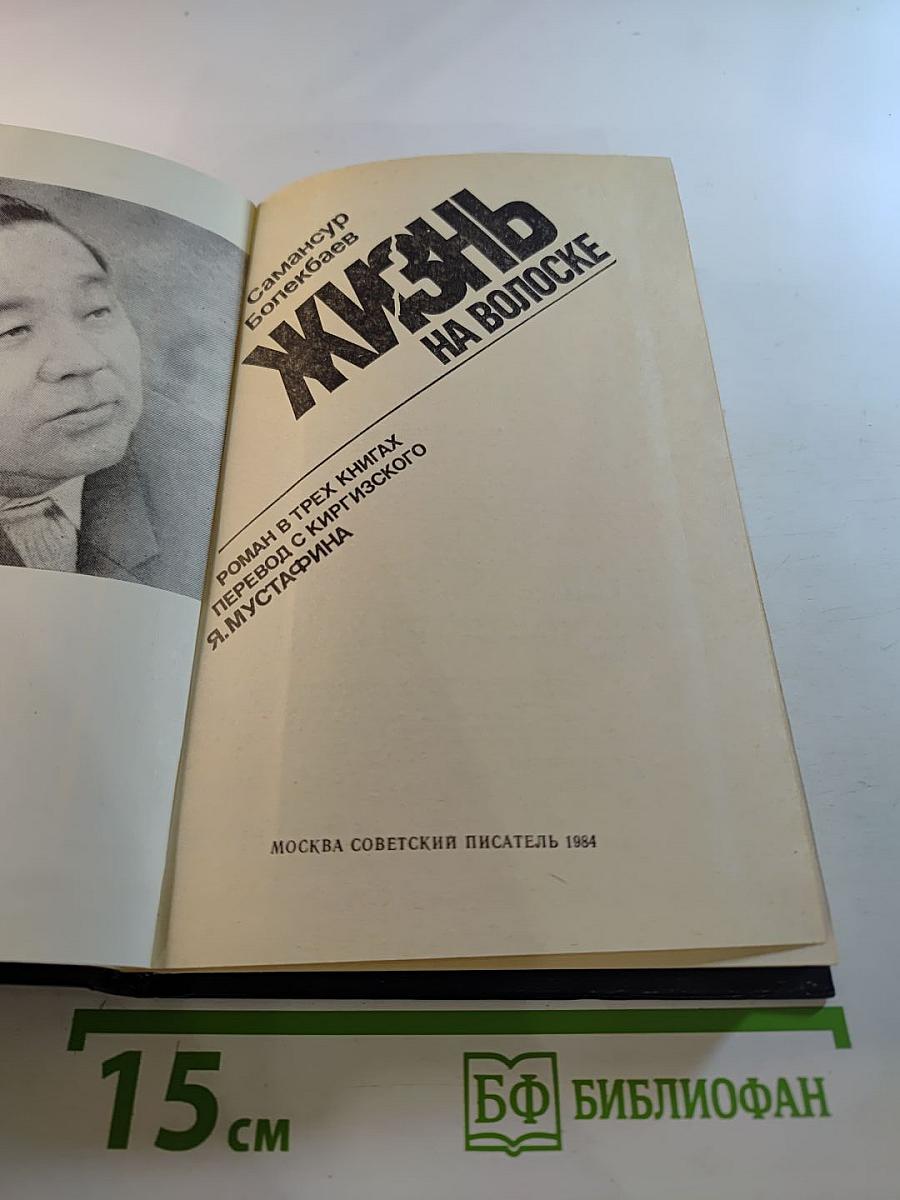 Самансур
Болекбаев
ЖИЗНЬ
НА ВОЛОСКЕ
РОМАН В ТРЕХ КНИГАХ
ПЕРЕВОД С КИРГИЗСКОГО
Я. МУСТАФИНА
МОСКВА СОВЕТСКИЙ ПИСАТЕЛЬ 1984
15 см
БФ БИБЛИОФАН